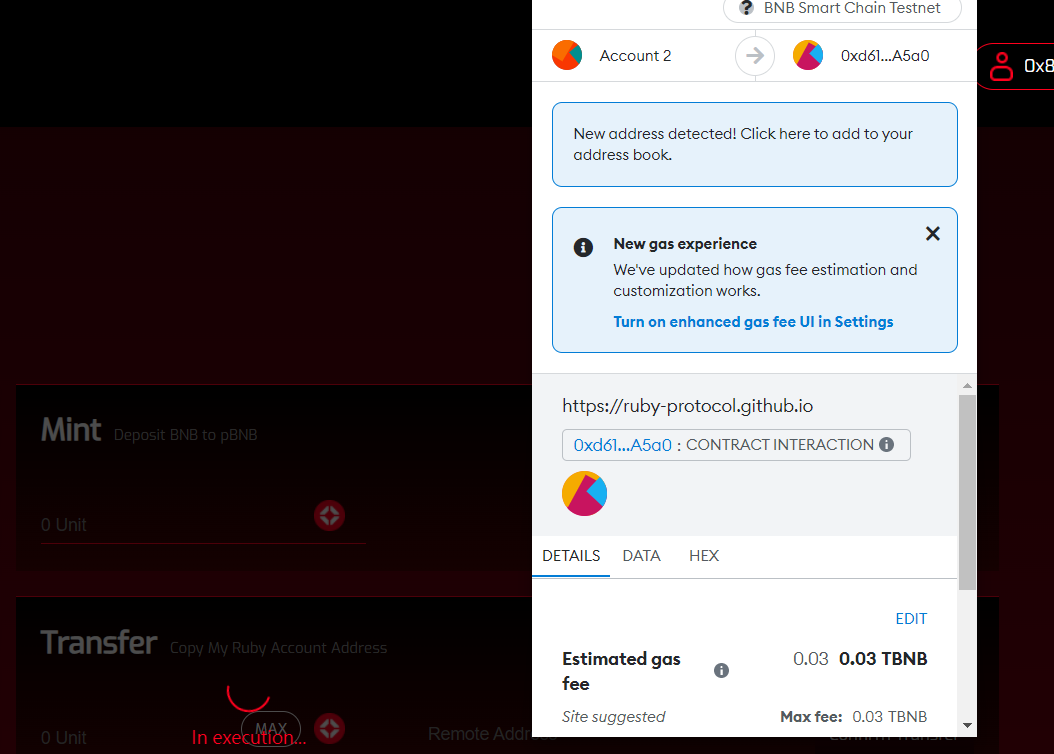 BNB Smart Chain Testnet
Account 2
0xd61...A5a0
0x8
New address detected! Click here to add to your
address book.
New gas experience
We've updated how gas fee estimation and
customization works.
Turn on enhanced gas fee UI in Settings
https://ruby-protocol.github.io
0xd61...A5a0 : CONTRACT INTERACTION
DETAILS DATA HEX
EDIT
Estimated gas
fee
0.03 0.03 TBNB
Site suggested
Max fee: 0.03 TBNB
Mint Deposit BNB to pBNB
0 Unit
Transfer Copy My Ruby Account Address
0 Unit
MAX
In execution...
Remote Address
Confirm Transfer